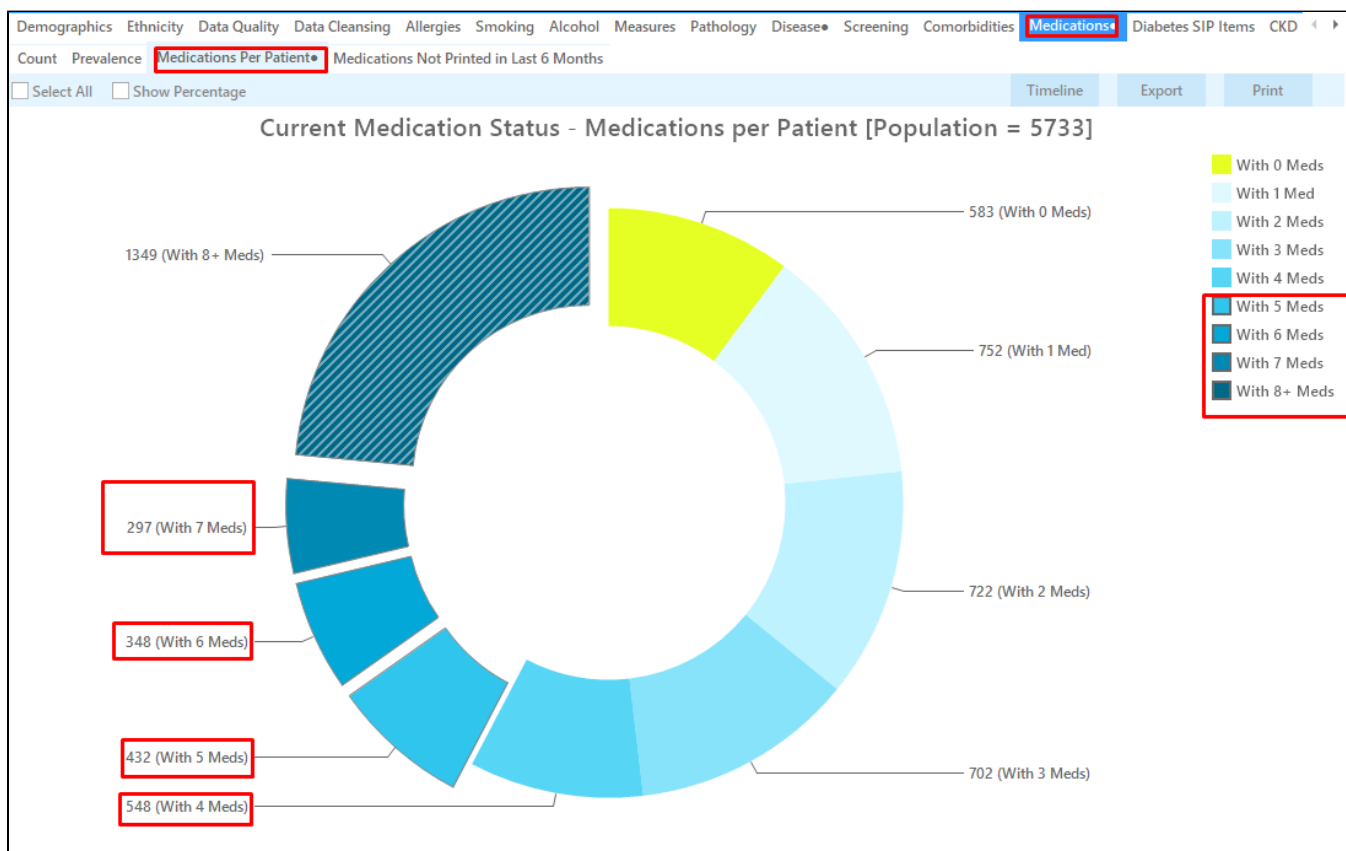 Demographics Ethnicity Data Quality Data Cleansing Allergies Smoking Alcohol Measures Pathology Disease• Screening Comorbidities Medications• Diabetes SIP Items CKD
Count Prevalence Medications Per Patient• Medications Not Printed in Last 6 Months
Select All Show Percentage Timeline Export Print
Current Medication Status - Medications per Patient [Population = 5733]
With 0 Meds
With 1 Med
With 2 Meds
With 3 Meds
With 4 Meds
With 5 Meds
With 6 Meds
With 7 Meds
With 8+ Meds
583 (With 0 Meds)
1349 (With 8+ Meds)
752 (With 1 Med)
297 (With 7 Meds)
722 (With 2 Meds)
348 (With 6 Meds)
432 (With 5 Meds)
702 (With 3 Meds)
548 (With 4 Meds)